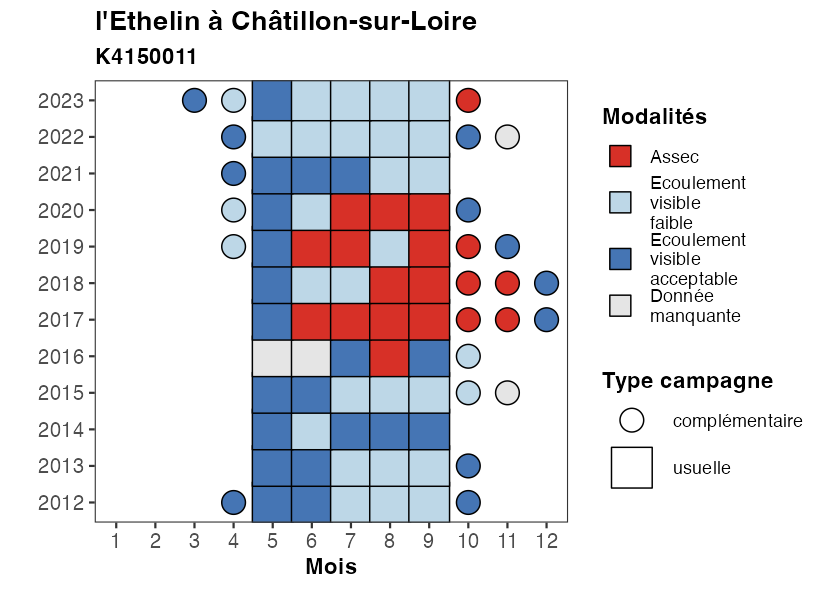 l'Ethelin à Châtillon-sur-Loire
K4150011
2023
2022
2021
2020
2019
2018
2017
2016
2015
2014
2013
2012
1 2 3 4 5 6 7 8 9 10 11 12
Mois
Modalités
Assec
Ecoulement
visible
faible
Ecoulement
visible
acceptable
Donnée
manquante
Type campagne
complémentaire
usuelle